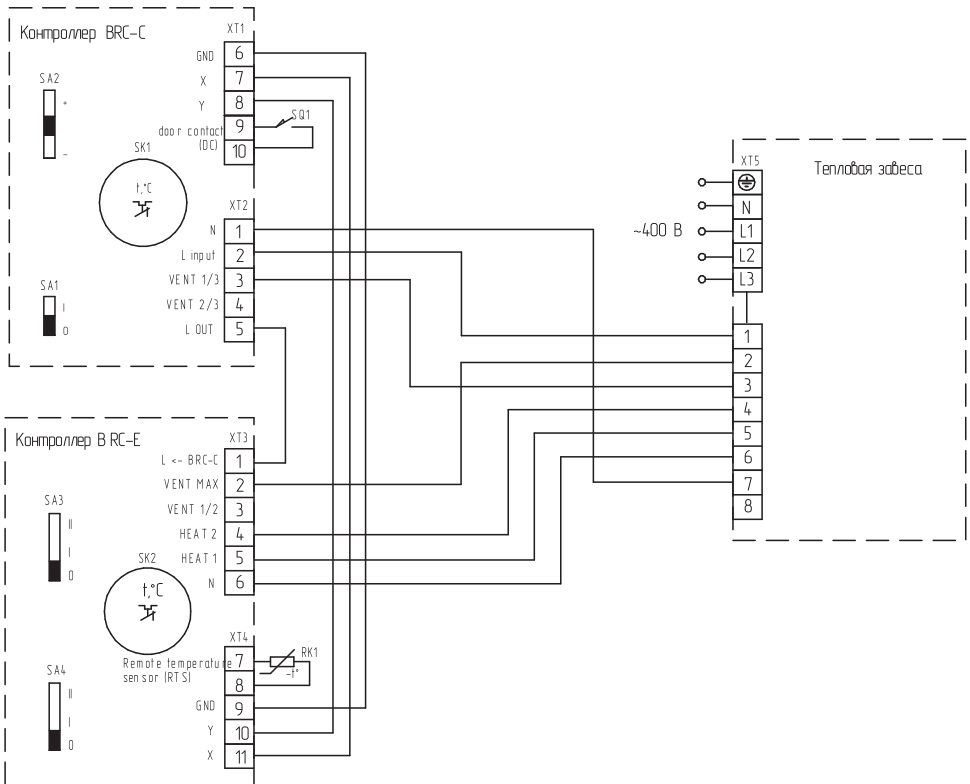 Контроллер BRC-C
XT1
GND 6
X 7
Y 8
door contact (DC) 9
10
SQ1
SA2
+
-
SK1
t,°C
XT2
N 1
L input 2
VENT 1/3 3
VENT 2/3 4
L OUT 5
SA1
I
0
Контроллер B RC-E
XT3
L <- BRC-C 1
VENT MAX 2
VENT 1/2 3
HEAT 2 4
HEAT 1 5
N 6
SA3
II
I
0
SK2
t,°C
XT4
Remote temperature 7
sensor (RTS) 8
RK1
-t°
GND 9
Y 10
X 11
SA4
II
I
0
XT5
Тепловая завеса
N
~400 В L1
L2
L3
1
2
3
4
5
6
7
8